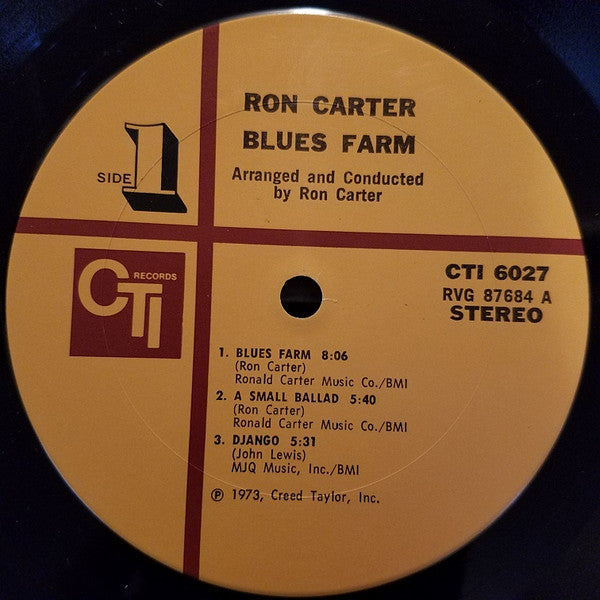 RON CARTER
BLUES FARM
Arranged and Conducted
by Ron Carter
SIDE 1
CTI RECORDS
CTI 6027
RVG 87684 A
STEREO
1. BLUES FARM 8:06
(Ron Carter)
Ronald Carter Music Co./BMI
2. A SMALL BALLAD 5:40
(Ron Carter)
Ronald Carter Music Co./BMI
3. DJANGO 5:31
(John Lewis)
MJQ Music, Inc./BMI
℗ 1973, Creed Taylor, Inc.